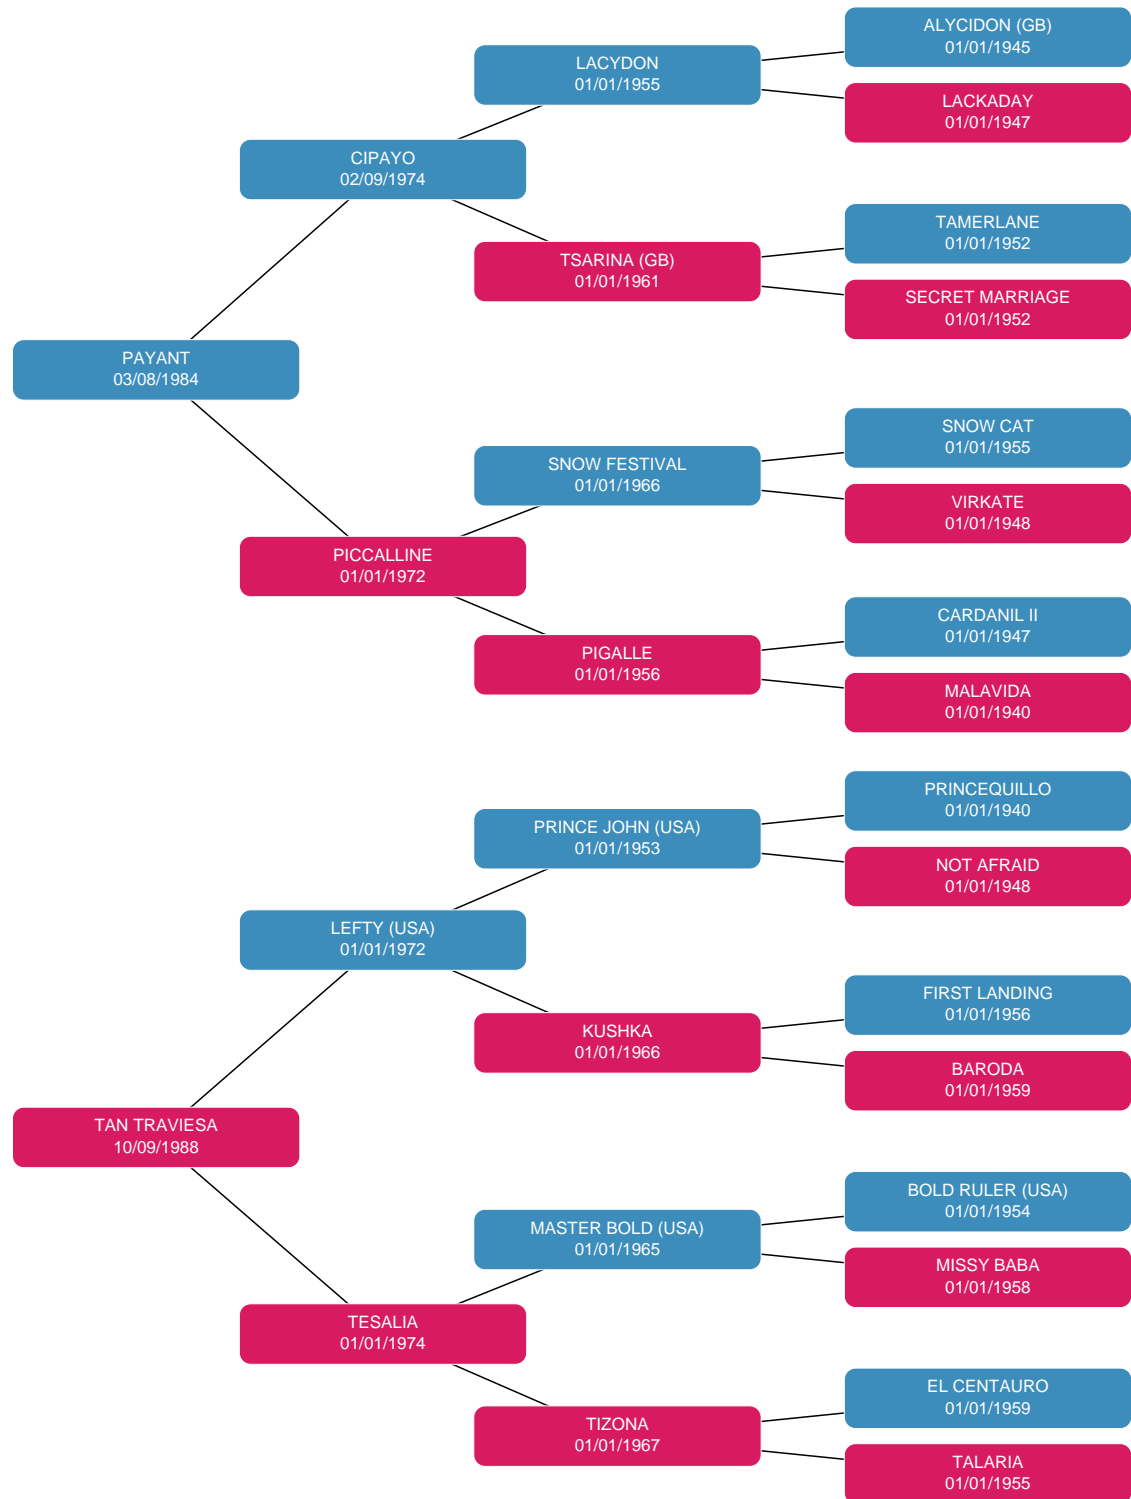 ALYCIDON (GB)
01/01/1945
LACYDON
01/01/1955
LACKADAY
01/01/1947
CIPAYO
02/09/1974
TAMERLANE
01/01/1952
TSARINA (GB)
01/01/1961
SECRET MARRIAGE
01/01/1952
PAYANT
03/08/1984
SNOW CAT
01/01/1955
SNOW FESTIVAL
01/01/1966
VIRKATE
01/01/1948
PICCALLINE
01/01/1972
CARDANIL II
01/01/1947
PIGALLE
01/01/1956
MALAVIDA
01/01/1940
PRINCEQUILLO
01/01/1940
PRINCE JOHN (USA)
01/01/1953
NOT AFRAID
01/01/1948
LEFTY (USA)
01/01/1972
FIRST LANDING
01/01/1956
KUSHKA
01/01/1966
BARODA
01/01/1959
TAN TRAVIESA
10/09/1988
BOLD RULER (USA)
01/01/1954
MASTER BOLD (USA)
01/01/1965
MISSY BABA
01/01/1958
TESALIA
01/01/1974
EL CENTAURO
01/01/1959
TIZONA
01/01/1967
TALARIA
01/01/1955